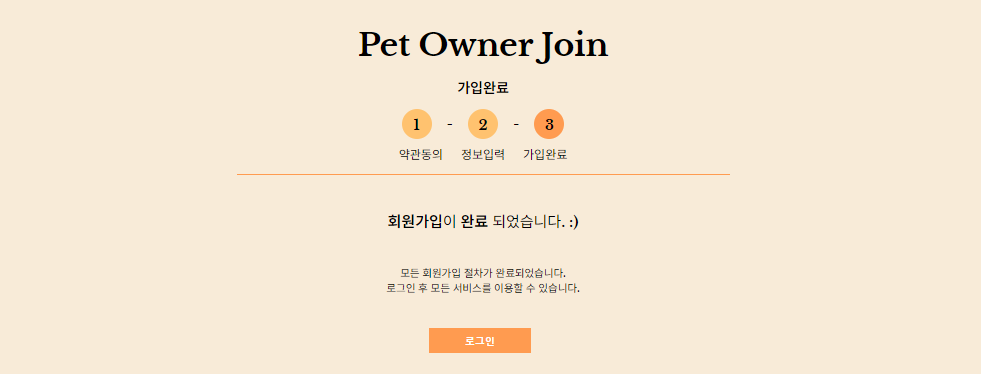 Pet Owner Join
가입완료
1 - 2 - 3
약관동의 정보입력 가입완료
회원가입이 완료 되었습니다. :)
모든 회원가입 절차가 완료되었습니다.
로그인 후 모든 서비스를 이용할 수 있습니다.
로그인